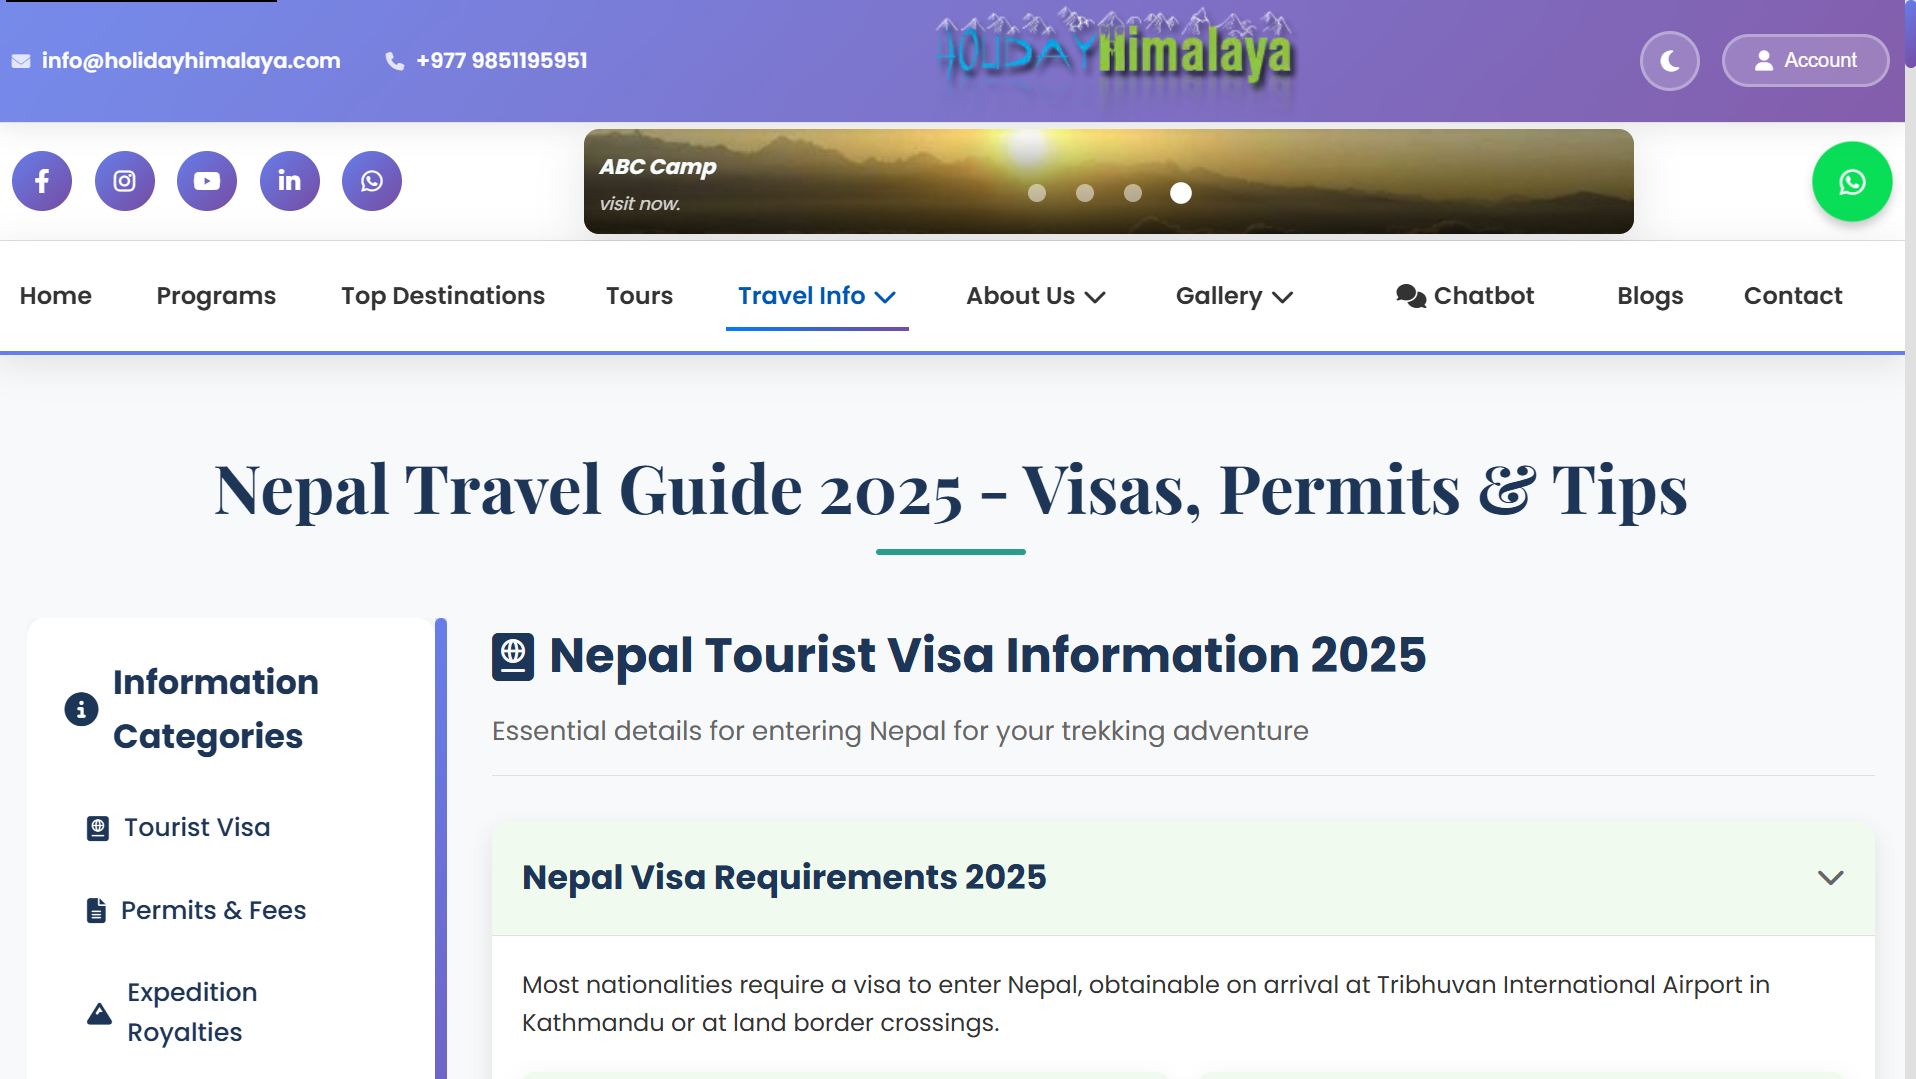 info@holidayhimalaya.com
+977 9851195951
HOLIDAY Himalaya
Account
ABC Camp
visit now.
Home
Programs
Top Destinations
Tours
Travel Info
About Us
Gallery
Chatbot
Blogs
Contact
Nepal Travel Guide 2025 - Visas, Permits & Tips
Information
Categories
Tourist Visa
Permits & Fees
Expedition
Royalties
Nepal Tourist Visa Information 2025
Essential details for entering Nepal for your trekking adventure
Nepal Visa Requirements 2025
Most nationalities require a visa to enter Nepal, obtainable on arrival at Tribhuvan International Airport in
Kathmandu or at land border crossings.